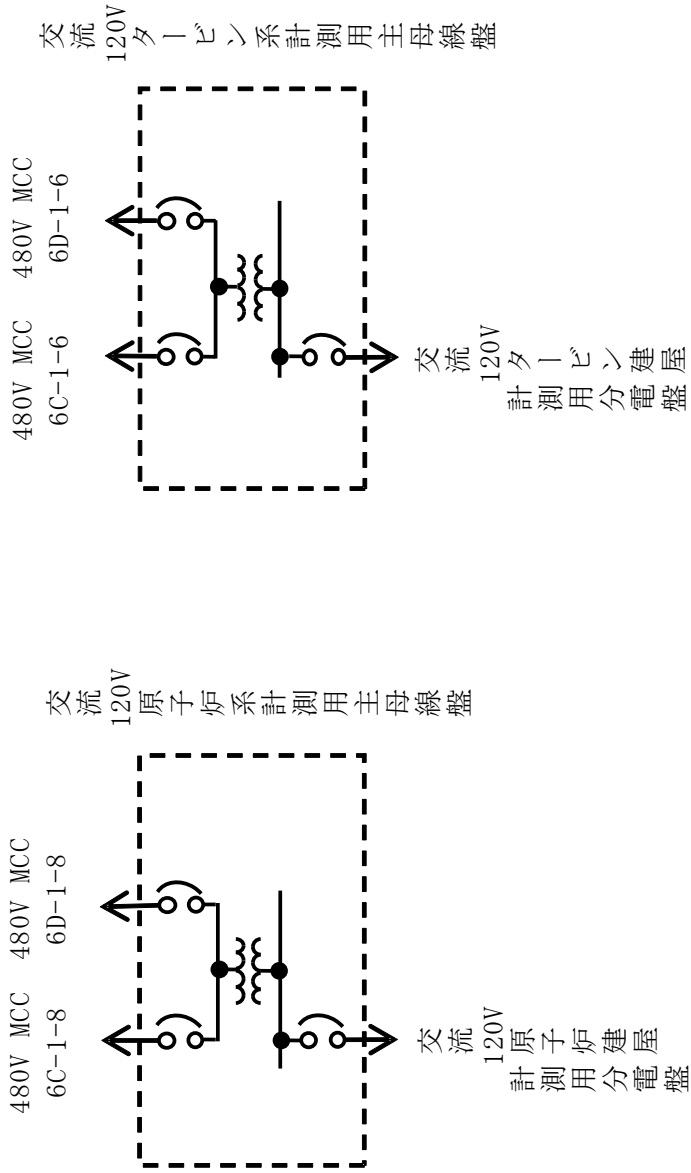 480V MCC
6C-1-6
480V MCC
6D-1-6
交流120Vタービン系計測用主母線盤
交流120Vタービン建屋
計測用分電盤
480V MCC
6C-1-8
480V MCC
6D-1-8
交流120V原子炉系計測用主母線盤
交流120V原子炉建屋
計測用分電盤